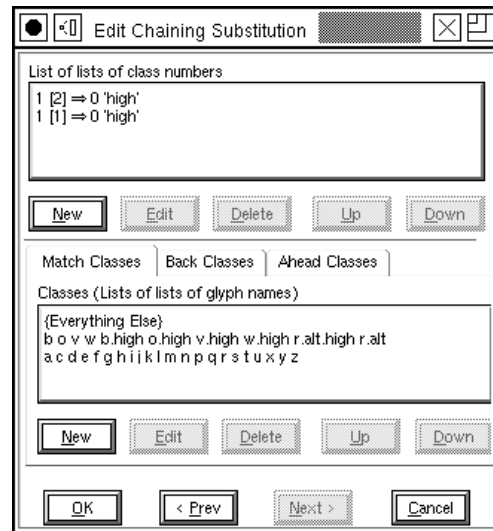 Edit Chaining Substitution
List of lists of class numbers
1 [2] ⇒ 0 'high'
1 [1] ⇒ 0 'high'
New Edit Delete Up Down
Match Classes Back Classes Ahead Classes
Classes (Lists of lists of glyph names)
{Everything Else}
b o v w b.high o.high v.high w.high r.alt.high r.alt
a c d e f g h i j k l m n p q r s t u x y z
New Edit Delete Up Down
OK < Prev Next > Cancel